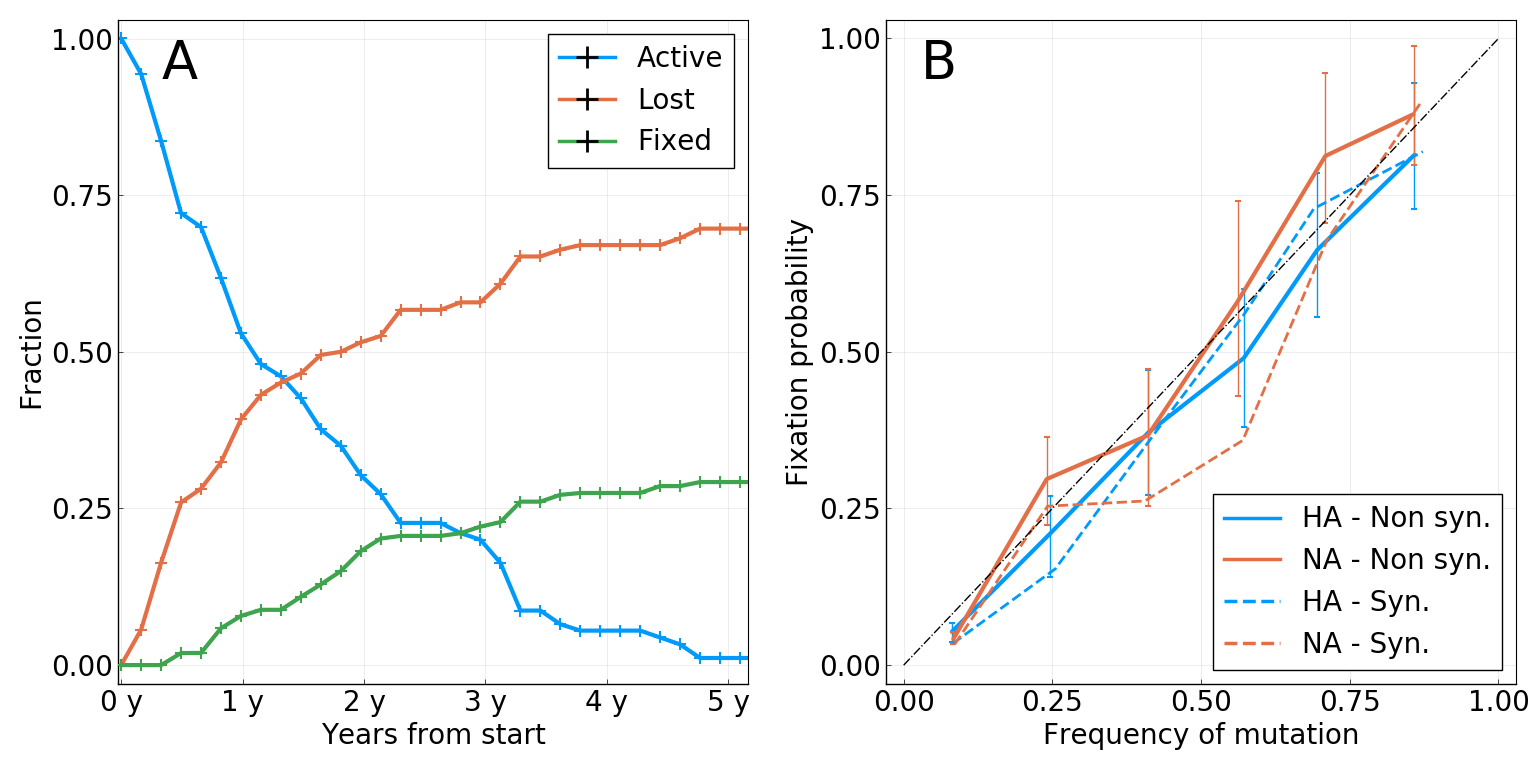 A
Active
Lost
Fixed
1.00
0.75
0.50
0.25
0.00
Fraction
0 y
1 y
2 y
3 y
4 y
5 y
Years from start
B
1.00
0.75
0.50
0.25
0.00
Fixation probability
HA - Non syn.
NA - Non syn.
HA - Syn.
NA - Syn.
0.00
0.25
0.50
0.75
1.00
Frequency of mutation